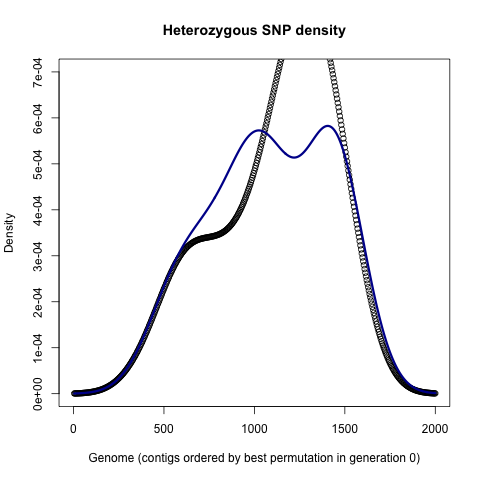 Heterozygous SNP density
Density
7e-04
6e-04
5e-04
4e-04
3e-04
2e-04
1e-04
0e+00
0 500 1000 1500 2000
Genome (contigs ordered by best permutation in generation 0)